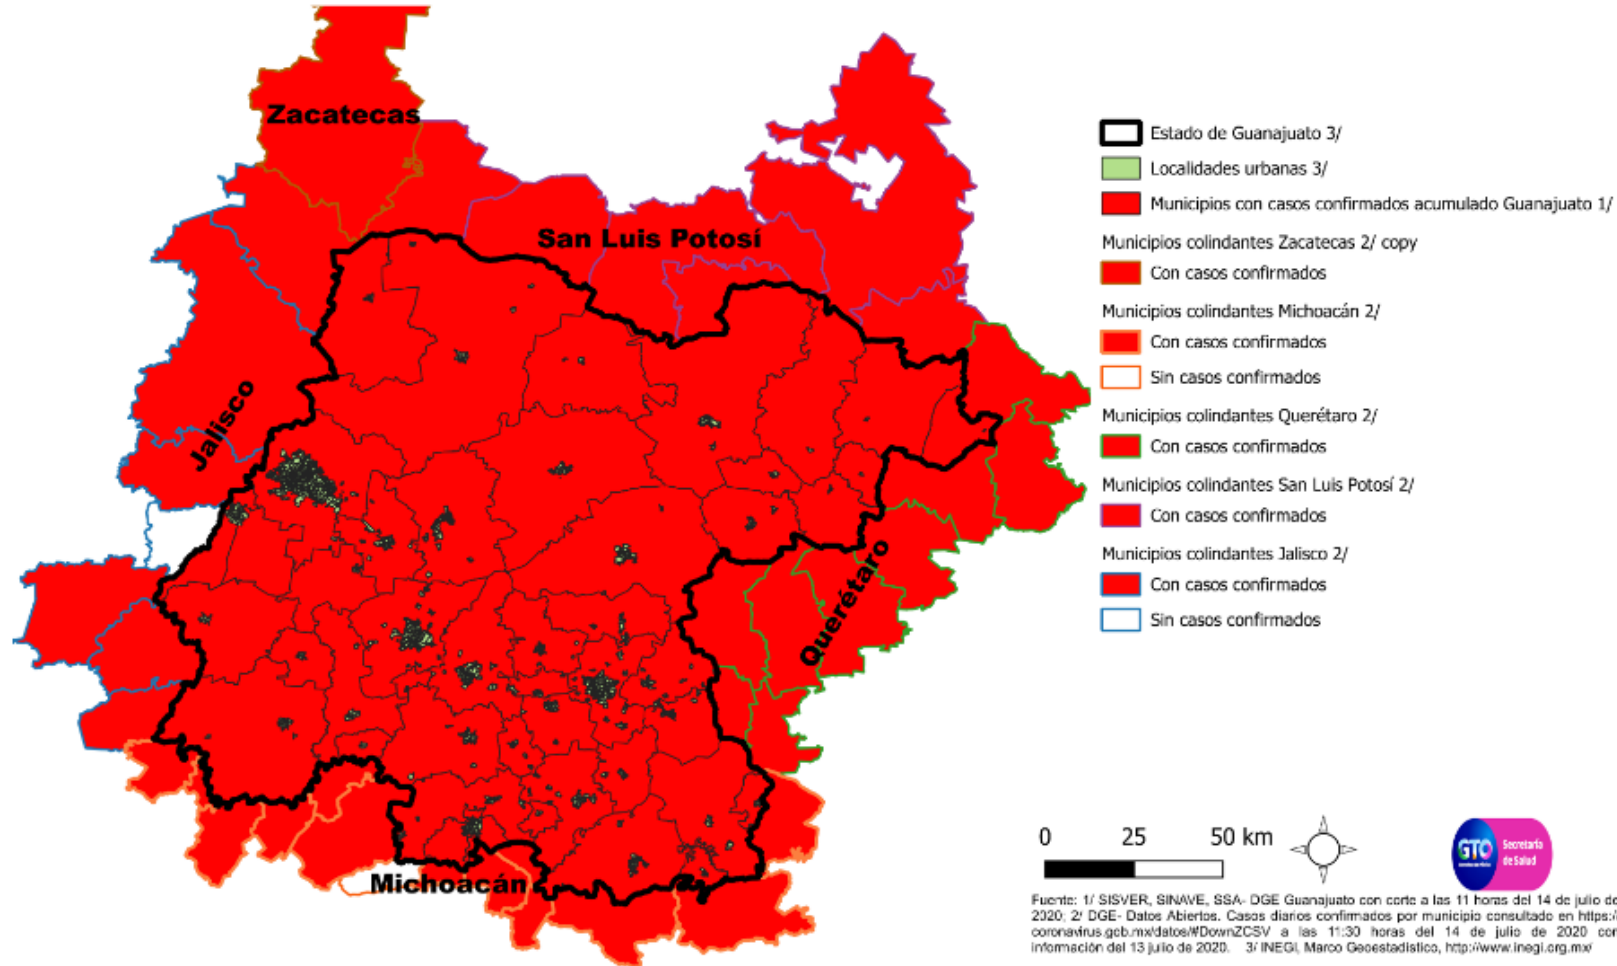 Zacatecas
San Luis Potosí
Jalisco
Querétaro
Michoacán
Estado de Guanajuato 3/
Localidades urbanas 3/
Municipios con casos confirmados acumulado Guanajuato 1/
Municipios colindantes Zacatecas 2/ copy
Con casos confirmados
Municipios colindantes Michoacán 2/
Con casos confirmados
Sin casos confirmados
Municipios colindantes Querétaro 2/
Con casos confirmados
Municipios colindantes San Luis Potosí 2/
Con casos confirmados
Municipios colindantes Jalisco 2/
Con casos confirmados
Sin casos confirmados
0 25 50 km
GTO
Secretaría
de Salud
Fuente: 1/ SISVER, SINAVE, SSA- DGE Guanajuato con corte a las 11 horas del 14 de julio de
2020; 2/ DGE- Datos Abiertos. Casos diarios confirmados por municipio consultado en https:/
coronavirus.gob.mx/datos/#DownZCSV a las 11:30 horas del 14 de julio de 2020 con
información del 13 julio de 2020. 3/ INEGI, Marco Geoestadístico, http://www.inegi.org.mx/